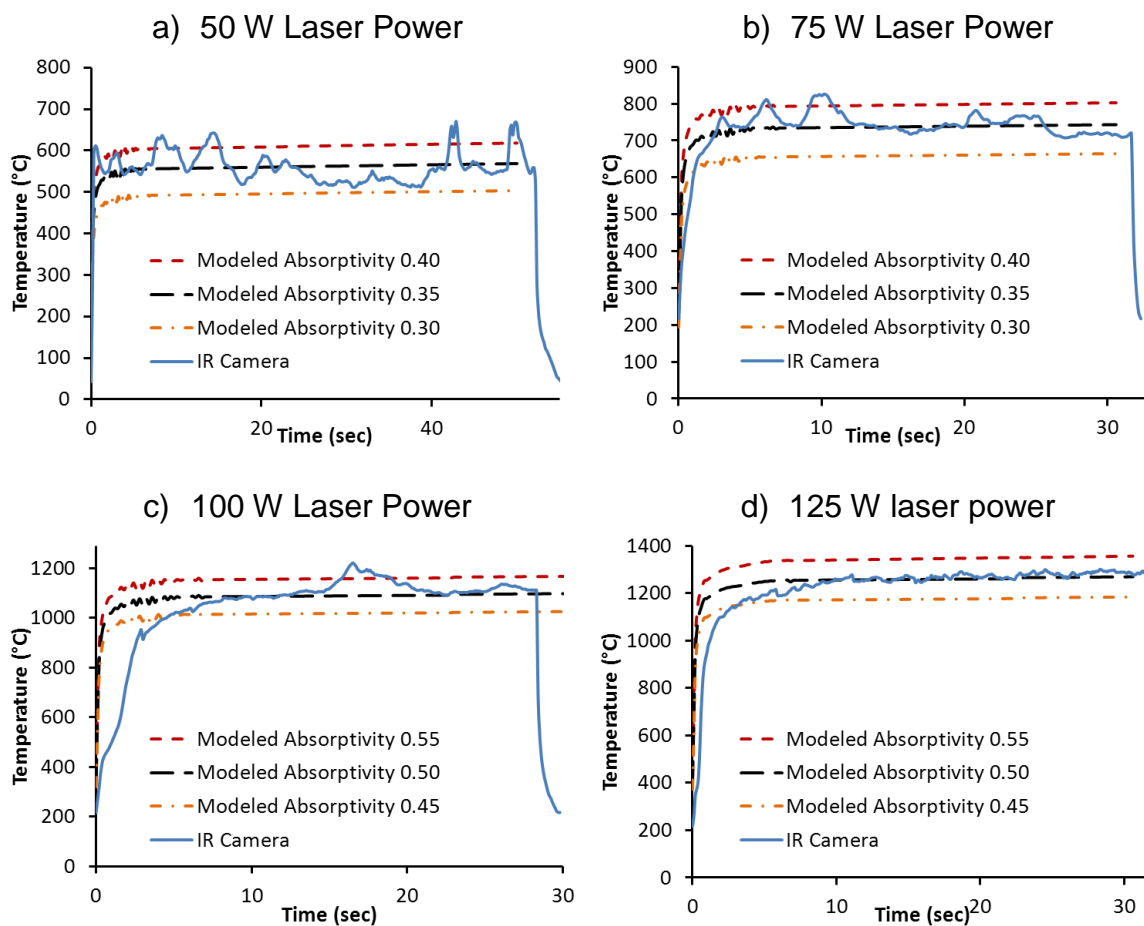 a) 50 W Laser Power
800
700
600
500
400
300
200
100
0
Temperature (°C)
Modeled Absorptivity 0.40
Modeled Absorptivity 0.35
Modeled Absorptivity 0.30
IR Camera
0 20 40
Time (sec)
b) 75 W Laser Power
900
800
700
600
500
400
300
200
100
0
Temperature (°C)
Modeled Absorptivity 0.40
Modeled Absorptivity 0.35
Modeled Absorptivity 0.30
IR Camera
0 10 20 30
Time (sec)
c) 100 W Laser Power
1200
1000
800
600
400
200
0
Temperature (°C)
Modeled Absorptivity 0.55
Modeled Absorptivity 0.50
Modeled Absorptivity 0.45
IR Camera
0 10 20 30
Time (sec)
d) 125 W laser power
1400
1200
1000
800
600
400
200
0
Temperature (°C)
Modeled Absorptivity 0.55
Modeled Absorptivity 0.50
Modeled Absorptivity 0.45
IR Camera
0 10 20 30
Time (sec)